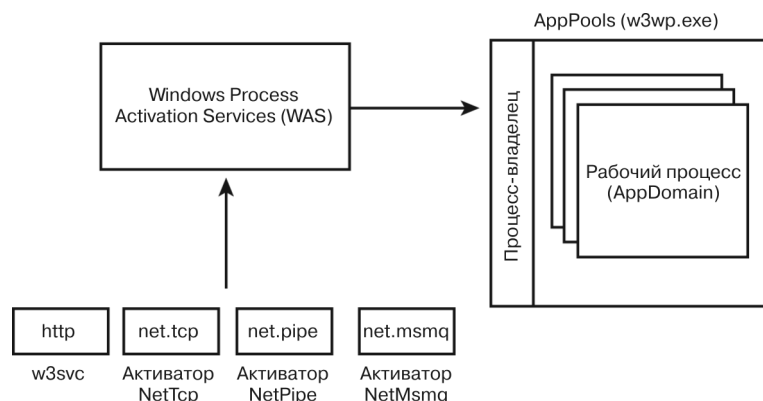 AppPools (w3wp.exe)
Windows Process
Activation Services (WAS)
Процесс-владелец
Рабочий процесс
(AppDomain)
http
net.tcp
net.pipe
net.msmq
w3svc
Активатор
NetTcp
Активатор
NetPipe
Активатор
NetMsmq